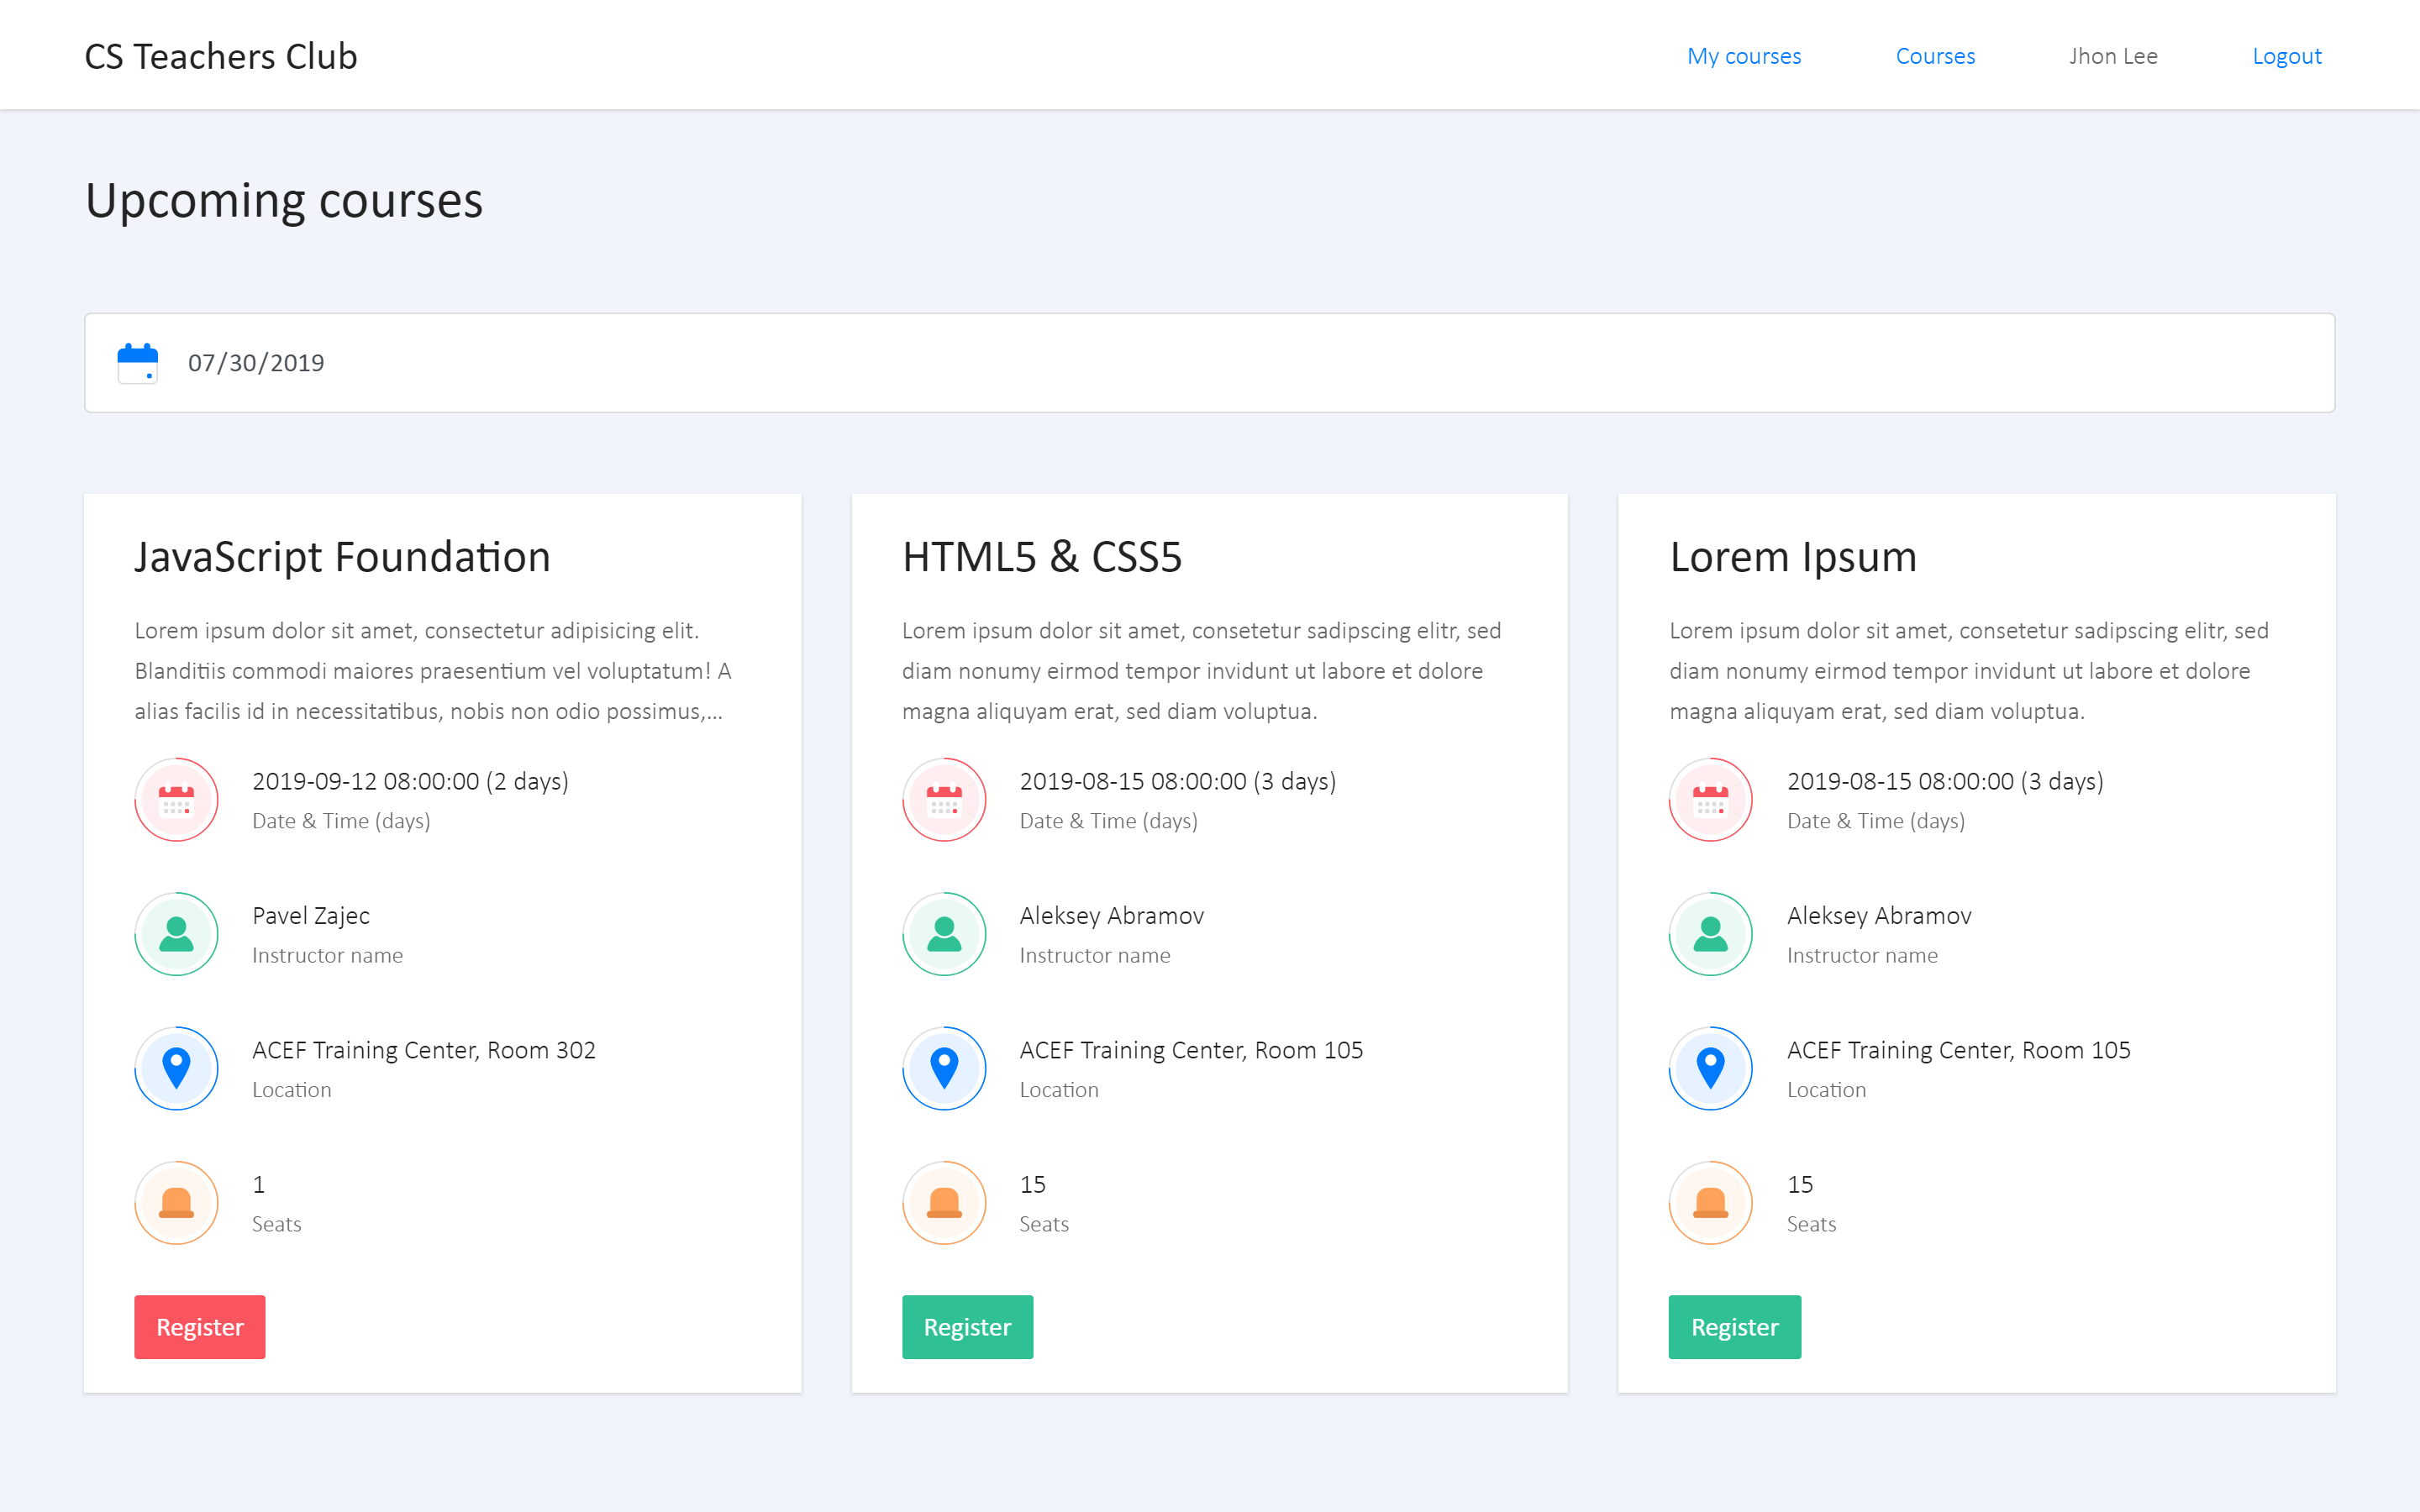 CS Teachers Club
My courses
Courses
Jhon Lee
Logout
Upcoming courses
07/30/2019
JavaScript Foundation
Lorem ipsum dolor sit amet, consectetur adipisicing elit.
Blanditiis commodi maiores praesentium vel voluptatum! A
alias facilis id in necessitatibus, nobis non odio possimus,...
2019-09-12 08:00:00 (2 days)
Date & Time (days)
Pavel Zajec
Instructor name
ACEF Training Center, Room 302
Location
1
Seats
Register
HTML5 & CSS5
Lorem ipsum dolor sit amet, consetetur sadipscing elitr, sed
diam nonumy eirmod tempor invidunt ut labore et dolore
magna aliquyam erat, sed diam voluptua.
2019-08-15 08:00:00 (3 days)
Date & Time (days)
Aleksey Abramov
Instructor name
ACEF Training Center, Room 105
Location
15
Seats
Register
Lorem Ipsum
Lorem ipsum dolor sit amet, consetetur sadipscing elitr, sed
diam nonumy eirmod tempor invidunt ut labore et dolore
magna aliquyam erat, sed diam voluptua.
2019-08-15 08:00:00 (3 days)
Date & Time (days)
Aleksey Abramov
Instructor name
ACEF Training Center, Room 105
Location
15
Seats
Register